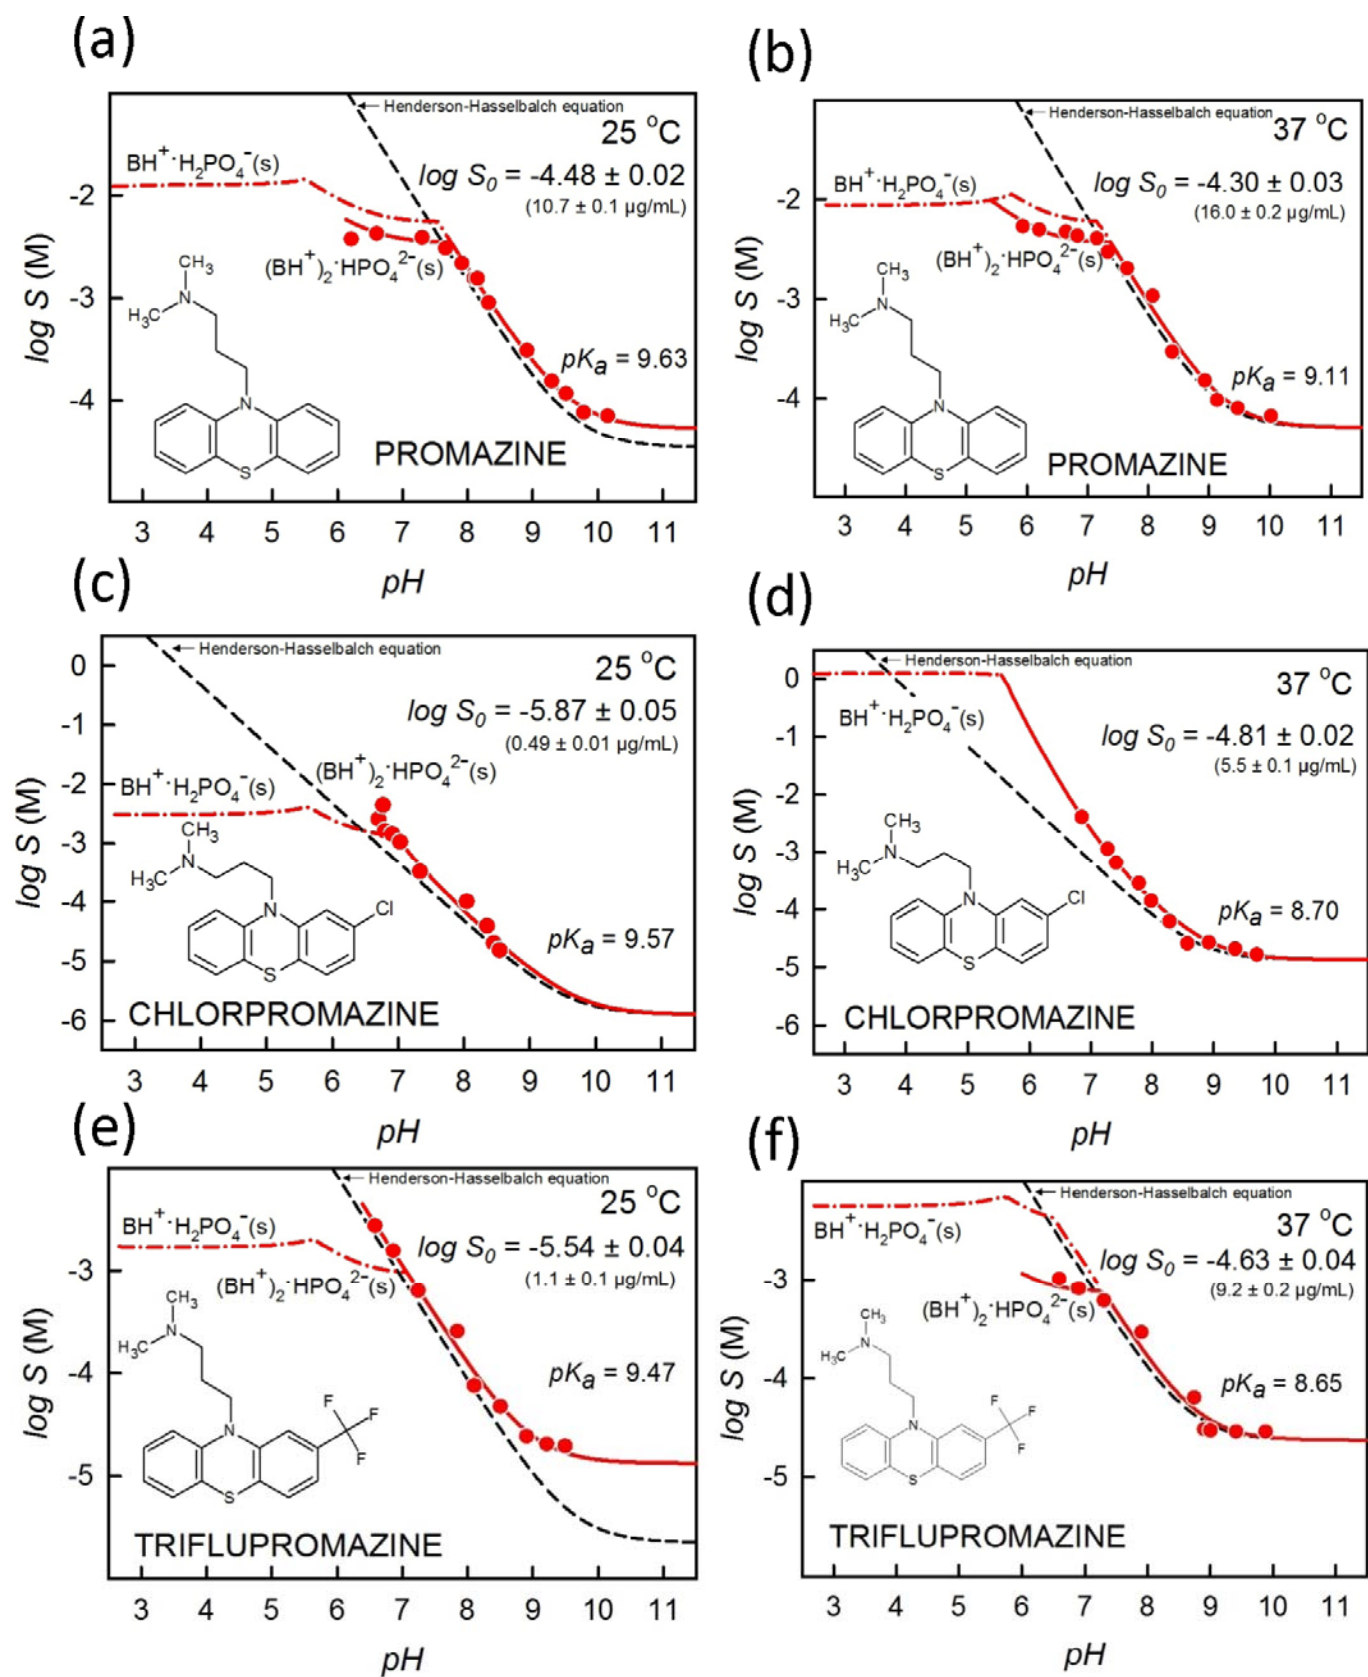 (a)
Henderson-Hasselbalch equation
25 °C
BH⁺·H₂PO₄⁻(s)
log S₀ = -4.48 ± 0.02
(10.7 ± 0.1 µg/mL)
-2
(BH⁺)₂·HPO₄²⁻(s)
CH₃
N
H₃C
-3
log S (M)
pKa = 9.63
-4
N
S
PROMAZINE
3 4 5 6 7 8 9 10 11
pH
(b)
Henderson-Hasselbalch equation
37 °C
BH⁺·H₂PO₄⁻(s)
log S₀ = -4.30 ± 0.03
(16.0 ± 0.2 µg/mL)
-2
(BH⁺)₂·HPO₄²⁻(s)
CH₃
N
H₃C
-3
log S (M)
pKa = 9.11
-4
N
S
PROMAZINE
3 4 5 6 7 8 9 10 11
pH
(c)
Henderson-Hasselbalch equation
25 °C
0
log S₀ = -5.87 ± 0.05
(0.49 ± 0.01 µg/mL)
-1
(BH⁺)₂·HPO₄²⁻(s)
BH⁺·H₂PO₄⁻(s)
-2
CH₃
-3
N
H₃C
log S (M)
-4
N
Cl
pKa = 9.57
-5
S
CHLORPROMAZINE
-6
3 4 5 6 7 8 9 10 11
pH
(d)
Henderson-Hasselbalch equation
37 °C
0
BH⁺·H₂PO₄⁻(s)
log S₀ = -4.81 ± 0.02
(5.5 ± 0.1 µg/mL)
-1
-2
CH₃
-3
N
H₃C
log S (M)
-4
N
Cl
pKa = 8.70
-5
S
CHLORPROMAZINE
-6
3 4 5 6 7 8 9 10 11
pH
(e)
Henderson-Hasselbalch equation
25 °C
BH⁺·H₂PO₄⁻(s)
log S₀ = -5.54 ± 0.04
(1.1 ± 0.1 µg/mL)
-3
(BH⁺)₂·HPO₄²⁻(s)
CH₃
N
H₃C
log S (M)
-4
pKa = 9.47
F
F
F
N
-5
S
TRIFLUPROMAZINE
3 4 5 6 7 8 9 10 11
pH
(f)
Henderson-Hasselbalch equation
37 °C
BH⁺·H₂PO₄⁻(s)
log S₀ = -4.63 ± 0.04
(9.2 ± 0.2 µg/mL)
-3
(BH⁺)₂·HPO₄²⁻(s)
CH₃
N
H₃C
log S (M)
-4
pKa = 8.65
F
F
F
N
-5
S
TRIFLUPROMAZINE
3 4 5 6 7 8 9 10 11
pH